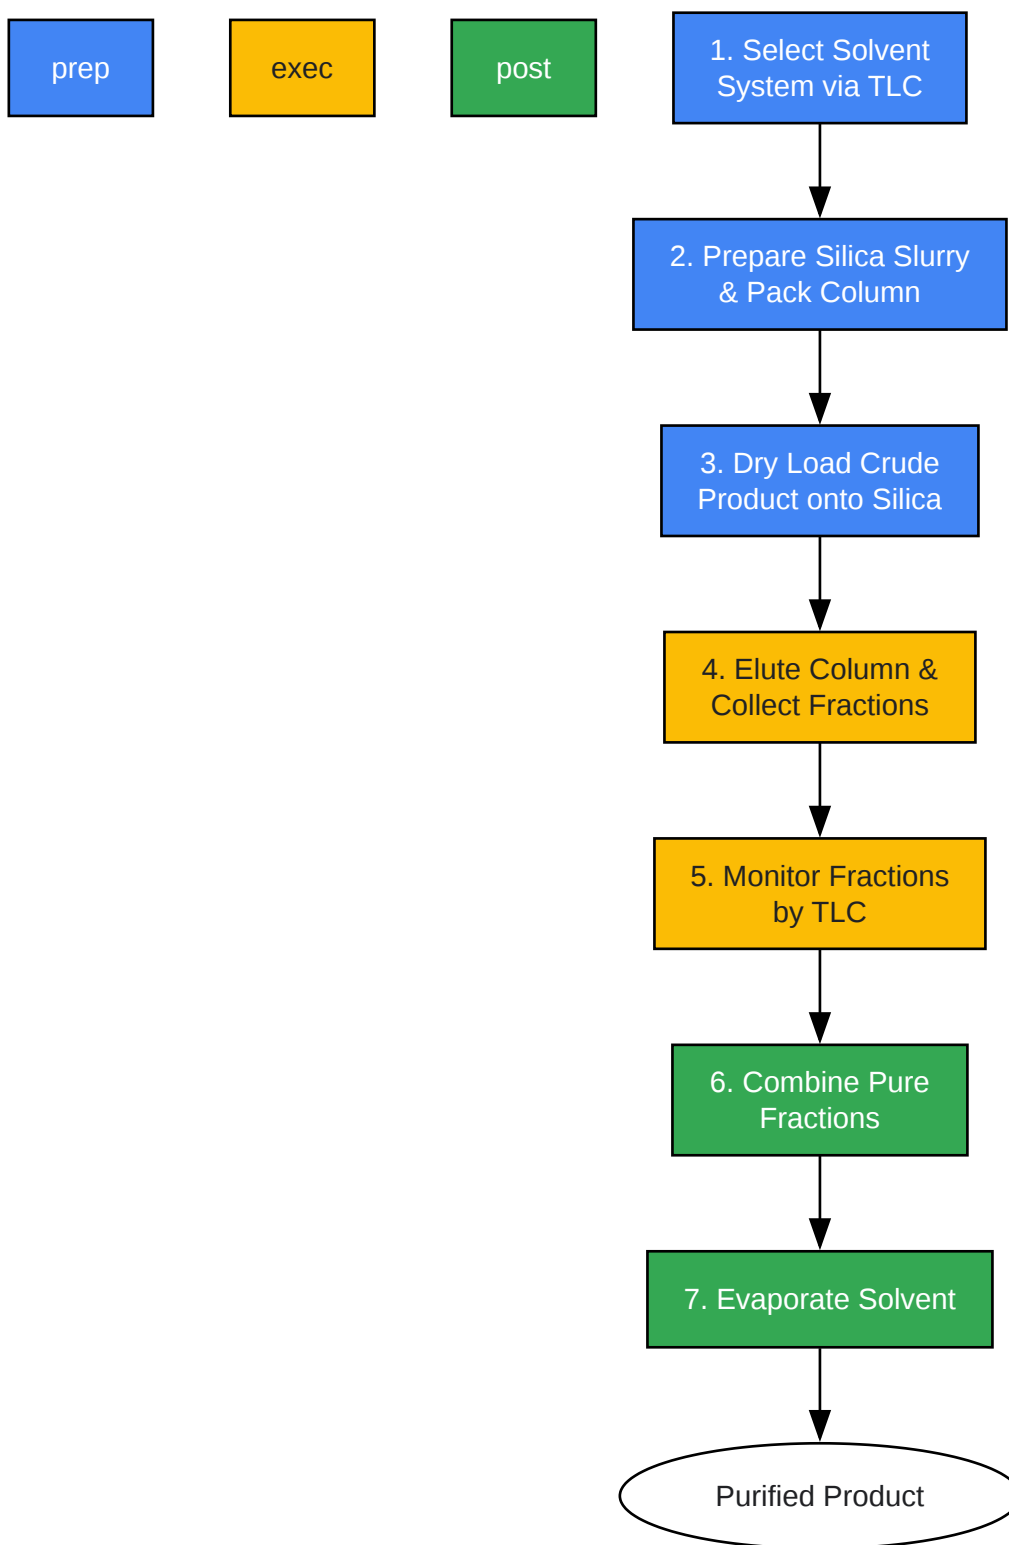 prep
exec
post
1. Select Solvent
System via TLC
2. Prepare Silica Slurry
& Pack Column
3. Dry Load Crude
Product onto Silica
4. Elute Column &
Collect Fractions
5. Monitor Fractions
by TLC
6. Combine Pure
Fractions
7. Evaporate Solvent
Purified Product